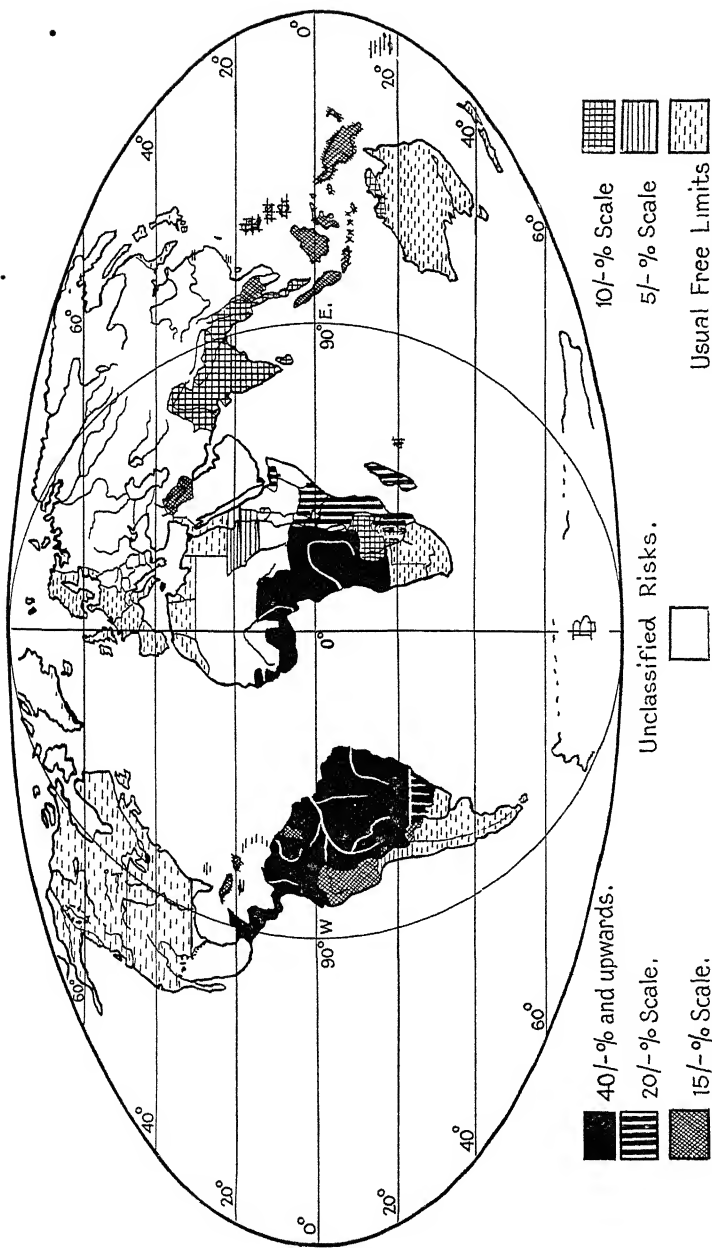 60° 60°
40° 40°
20° 20°
0° 90° W 0° 90° E. 0°
20° 20°
40° 40°
60° 60°
40/-% and upwards.
20/-% Scale.
15/-% Scale.
Unclassified Risks.
10/-% Scale
5/-% Scale
Usual Free Limits